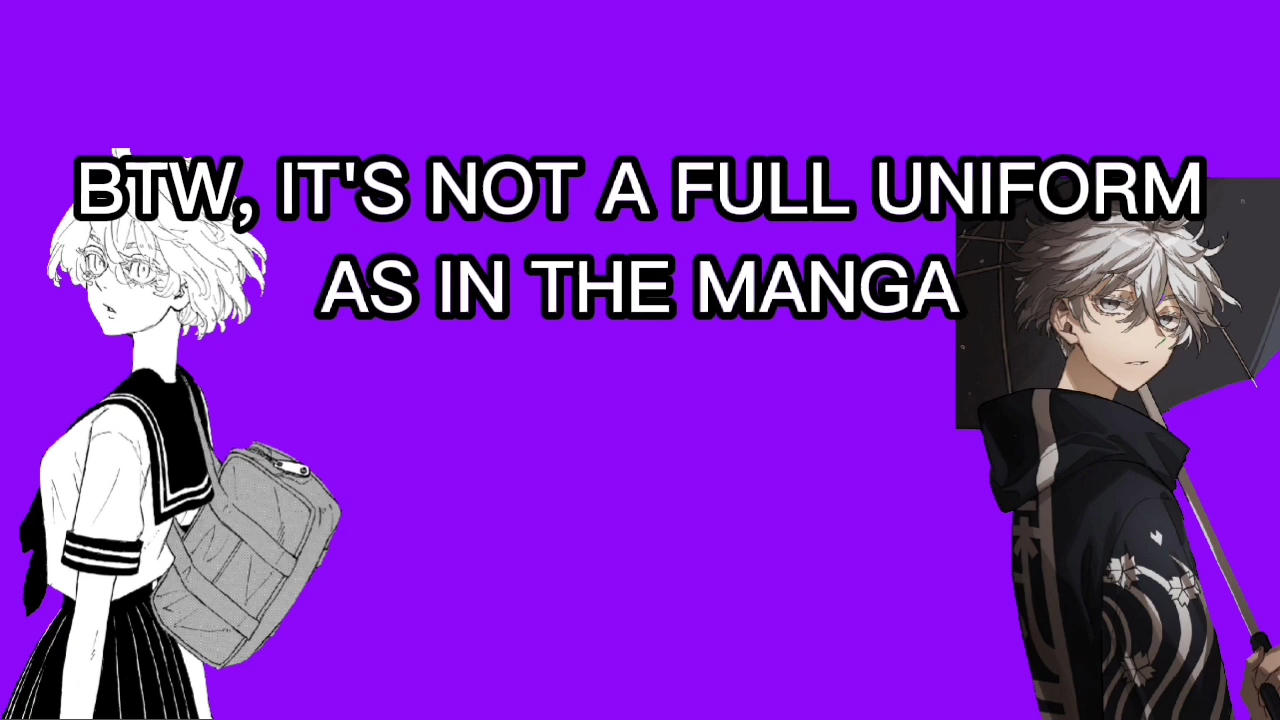 BTW, IT'S NOT A FULL UNIFORM
AS IN THE MANGA